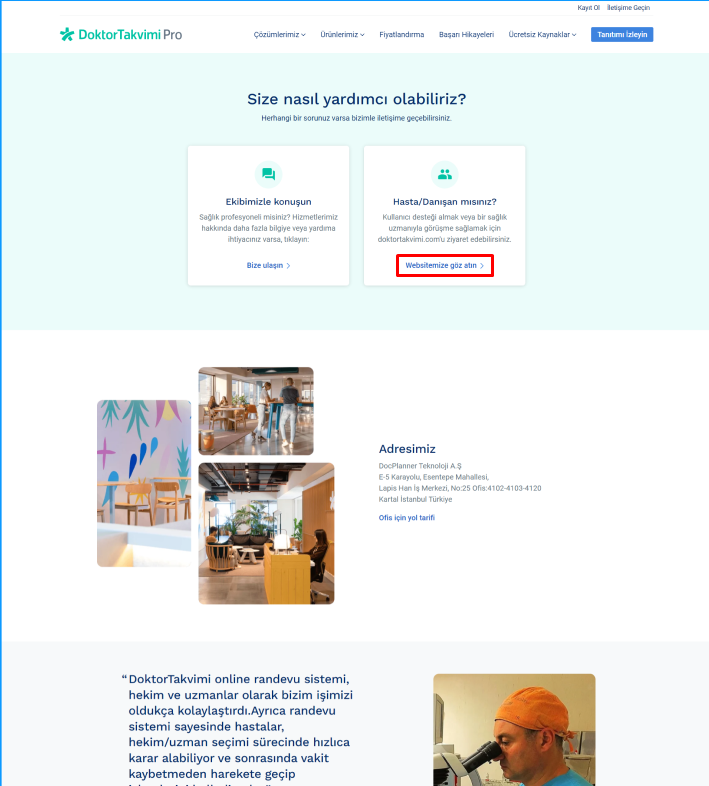 Kayıt Ol İletişime Geçin
DoktorTakvimi Pro
Çözümlerimiz Ürünlerimiz Fiyatlandırma Başarı Hikayeleri Ücretsiz Kaynaklar Tanıtımı İzleyin
Size nasıl yardımcı olabiliriz?
Herhangi bir sorunuz varsa bizimle iletişime geçebilirsiniz.
Ekibimizle konuşun
Sağlık profesyoneli misiniz? Hizmetlerimiz
hakkında daha fazla bilgiye veya yardıma
ihtiyacınız varsa, tıklayın:
Bize ulaşın
Hasta/Danışan mısınız?
Kullanıcı desteği almak veya bir sağlık
uzmanıyla görüşme sağlamak için
doktortakvimi.com'u ziyaret edebilirsiniz.
Websitemize göz atın
Adresimiz
DocPlanner Teknoloji A.Ş
E-5 Karayolu, Esentepe Mahallesi,
Lapis Han İş Merkezi, No:25 Ofis:4102-4103-4120
Kartal İstanbul Türkiye
Ofis için yol tarifi
“DoktorTakvimi online randevu sistemi,
hekim ve uzmanlar olarak bizim işimizi
oldukça kolaylaştırdı.Ayrıca randevu
sistemi sayesinde hastalar,
hekim/uzman seçimi sürecinde hızlıca
karar alabiliyor ve sonrasında vakit
kaybetmeden harekete geçip